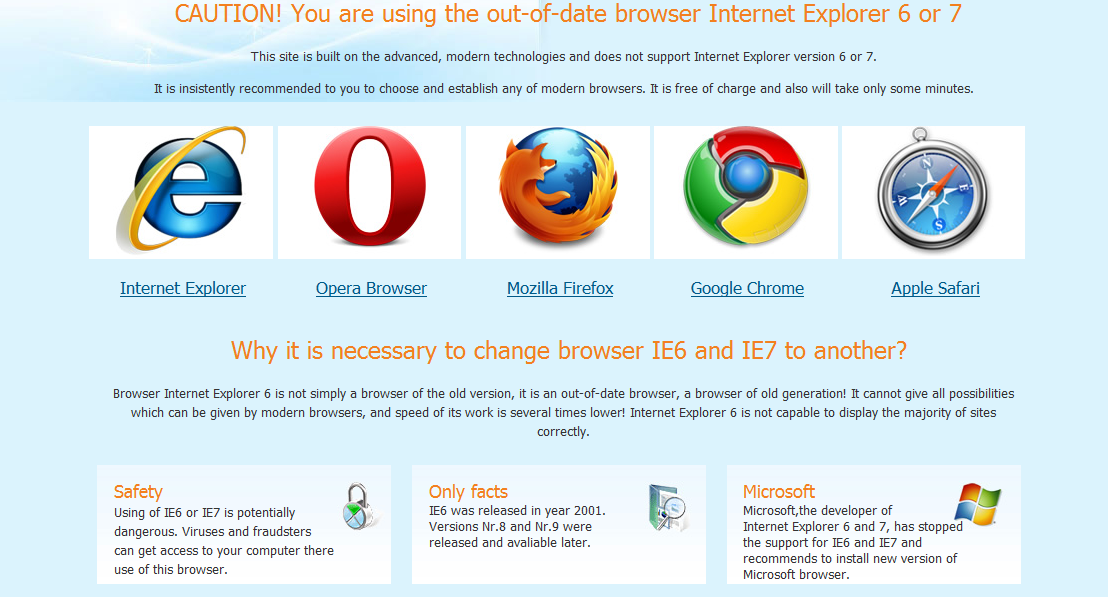 CAUTION! You are using the out-of-date browser Internet Explorer 6 or 7
This site is built on the advanced, modern technologies and does not support Internet Explorer version 6 or 7.
It is insistently recommended to you to choose and establish any of modern browsers. It is free of charge and also will take only some minutes.
N
E
W
S
Internet Explorer
Opera Browser
Mozilla Firefox
Google Chrome
Apple Safari
Why it is necessary to change browser IE6 and IE7 to another?
Browser Internet Explorer 6 is not simply a browser of the old version, it is an out-of-date browser, a browser of old generation! It cannot give all possibilities
which can be given by modern browsers, and speed of its work is several times lower! Internet Explorer 6 is not capable to display the majority of sites
correctly.
Safety
Using of IE6 or IE7 is potentially
dangerous. Viruses and fraudsters
can get access to your computer there
use of this browser.
Only facts
IE6 was released in year 2001.
Versions Nr.8 and Nr.9 were
released and avaliable later.
Microsoft
Microsoft,the developer of
Internet Explorer 6 and 7, has stopped
the support for IE6 and IE7 and
recommends to install new version of
Microsoft browser.